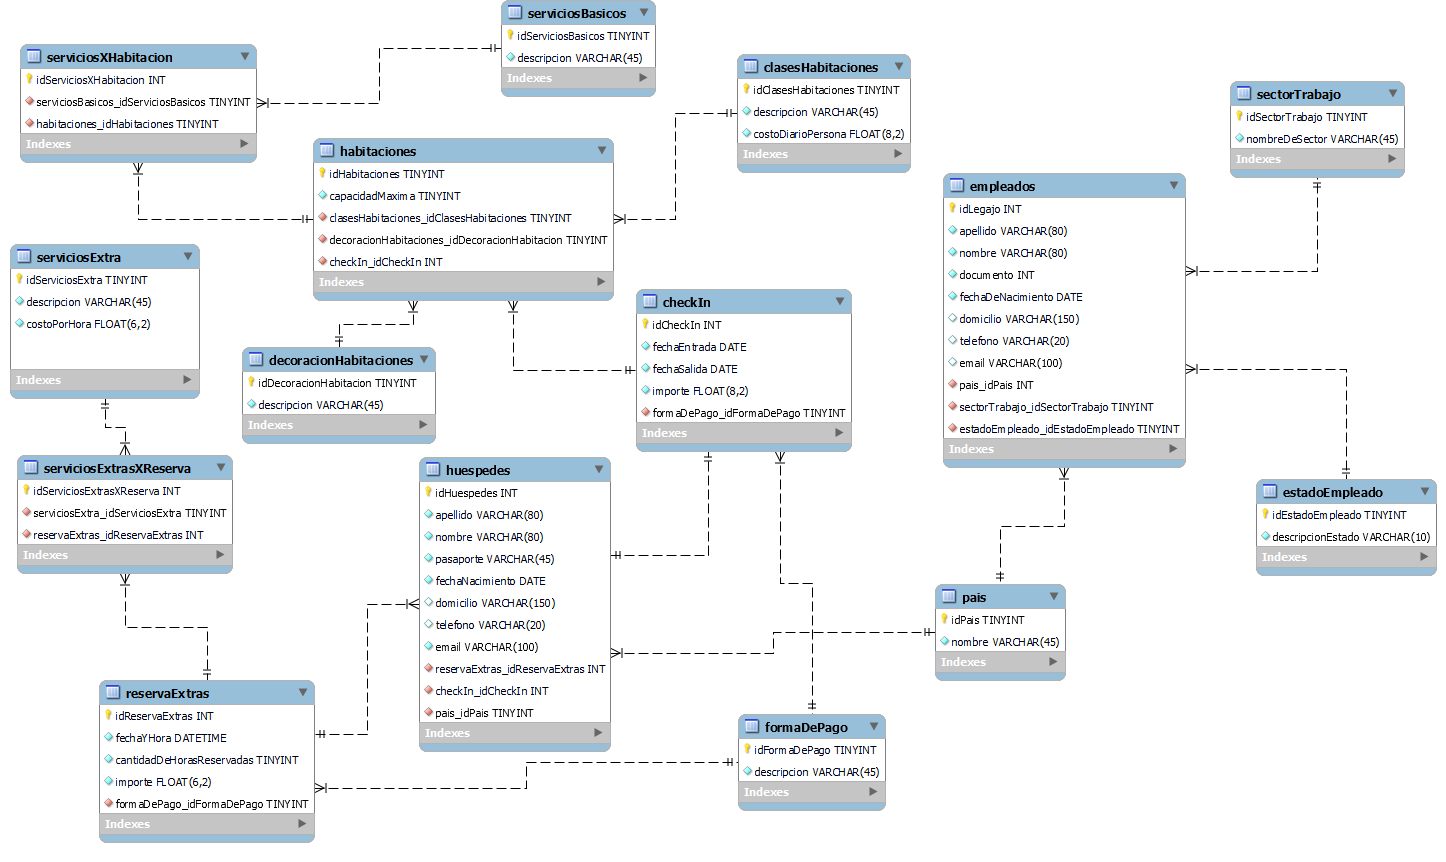 serviciosBasicos
idServiciosBasicos TINYINT
descripcion VARCHAR(45)
Indexes
serviciosXHabitacion
idServiciosXHabitacion INT
serviciosBasicos_idServiciosBasicos TINYINT
habitaciones_idHabitaciones TINYINT
Indexes
clasesHabitaciones
idClasesHabitaciones TINYINT
descripcion VARCHAR(45)
costoDiarioPersona FLOAT(8,2)
Indexes
sectorTrabajo
idSectorTrabajo TINYINT
nombreDeSector VARCHAR(45)
Indexes
habitaciones
idHabitaciones TINYINT
capacidadMaxima TINYINT
clasesHabitaciones_idClasesHabitaciones TINYINT
decoracionHabitaciones_idDecoracionHabitacion TINYINT
checkIn_idCheckIn INT
Indexes
empleados
idLegajo INT
apellido VARCHAR(80)
nombre VARCHAR(80)
documento INT
fechaDeNacimiento DATE
domicilio VARCHAR(150)
telefono VARCHAR(20)
email VARCHAR(100)
pais_idPais INT
sectorTrabajo_idSectorTrabajo TINYINT
estadoEmpleado_idEstadoEmpleado TINYINT
Indexes
serviciosExtra
idServiciosExtra TINYINT
descripcion VARCHAR(45)
costoPorHora FLOAT(6,2)
Indexes
checkIn
idCheckIn INT
fechaEntrada DATE
fechaSalida DATE
importe FLOAT(8,2)
formaDePago_idFormaDePago TINYINT
Indexes
decoracionHabitaciones
idDecoracionHabitacion TINYINT
descripcion VARCHAR(45)
Indexes
serviciosExtrasXReserva
idServiciosExtrasXReserva INT
serviciosExtra_idServiciosExtra TINYINT
reservaExtras_idReservaExtras INT
Indexes
huespedes
idHuespedes INT
apellido VARCHAR(80)
nombre VARCHAR(80)
pasaporte VARCHAR(45)
fechaNacimiento DATE
domicilio VARCHAR(150)
telefono VARCHAR(20)
email VARCHAR(100)
reservaExtras_idReservaExtras INT
checkIn_idCheckIn INT
pais_idPais TINYINT
Indexes
estadoEmpleado
idEstadoEmpleado TINYINT
descripcionEstado VARCHAR(10)
Indexes
pais
idPais TINYINT
nombre VARCHAR(45)
Indexes
reservaExtras
idReservaExtras INT
fechaYHora DATETIME
cantidadDeHorasReservadas TINYINT
importe FLOAT(6,2)
formaDePago_idFormaDePago TINYINT
Indexes
formaDePago
idFormaDePago TINYINT
descripcion VARCHAR(45)
Indexes